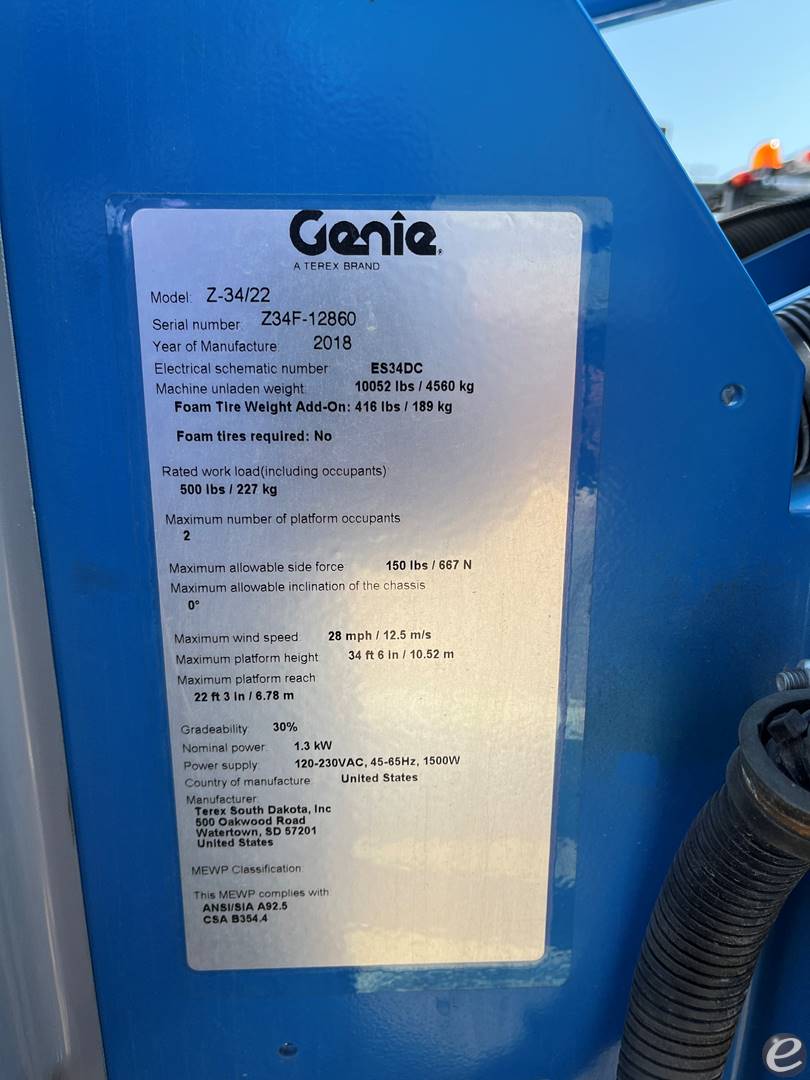 Genie
A TEREX BRAND
Model: Z-34/22
Serial number: Z34F-12860
Year of Manufacture: 2018
Electrical schematic number ES34DC
Machine unladen weight: 10052 lbs / 4560 kg
Foam Tire Weight Add-On: 416 lbs / 189 kg
Foam tires required: No
Rated work load(including occupants)
500 lbs / 227 kg
Maximum number of platform occupants
2
Maximum allowable side force 150 lbs / 667 N
Maximum allowable inclination of the chassis
0°
Maximum wind speed: 28 mph / 12.5 m/s
Maximum platform height: 34 ft 6 in / 10.52 m
Maximum platform reach
22 ft 3 in / 6.78 m
Gradeability: 30%
Nominal power: 1.3 kW
Power supply: 120-230VAC, 45-65Hz, 1500W
Country of manufacture: United States
Manufacturer:
Terex South Dakota, Inc
500 Oakwood Road
Watertown, SD 57201
United States
MEWP Classification:
This MEWP complies with:
ANSI/SIA A92.5
CSA B354.4
e